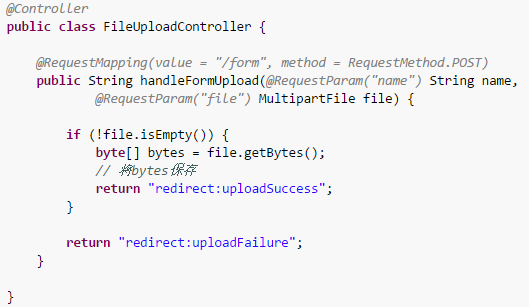 @Controller
public class FileUploadController {
@RequestMapping(value = "/form", method = RequestMethod.POST)
public String handleFormUpload(@RequestParam("name") String name,
@RequestParam("file") MultipartFile file) {
if (!file.isEmpty()) {
byte[] bytes = file.getBytes();
// 将bytes保存
return "redirect:uploadSuccess";
}
return "redirect:uploadFailure";
}
}